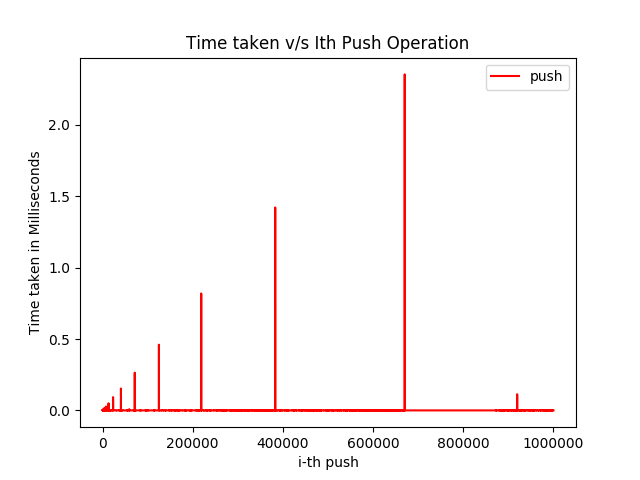 Time taken v/s Ith Push Operation
push
Time taken in Milliseconds
2.0
1.5
1.0
0.5
0.0
0 200000 400000 600000 800000 1000000
i-th push